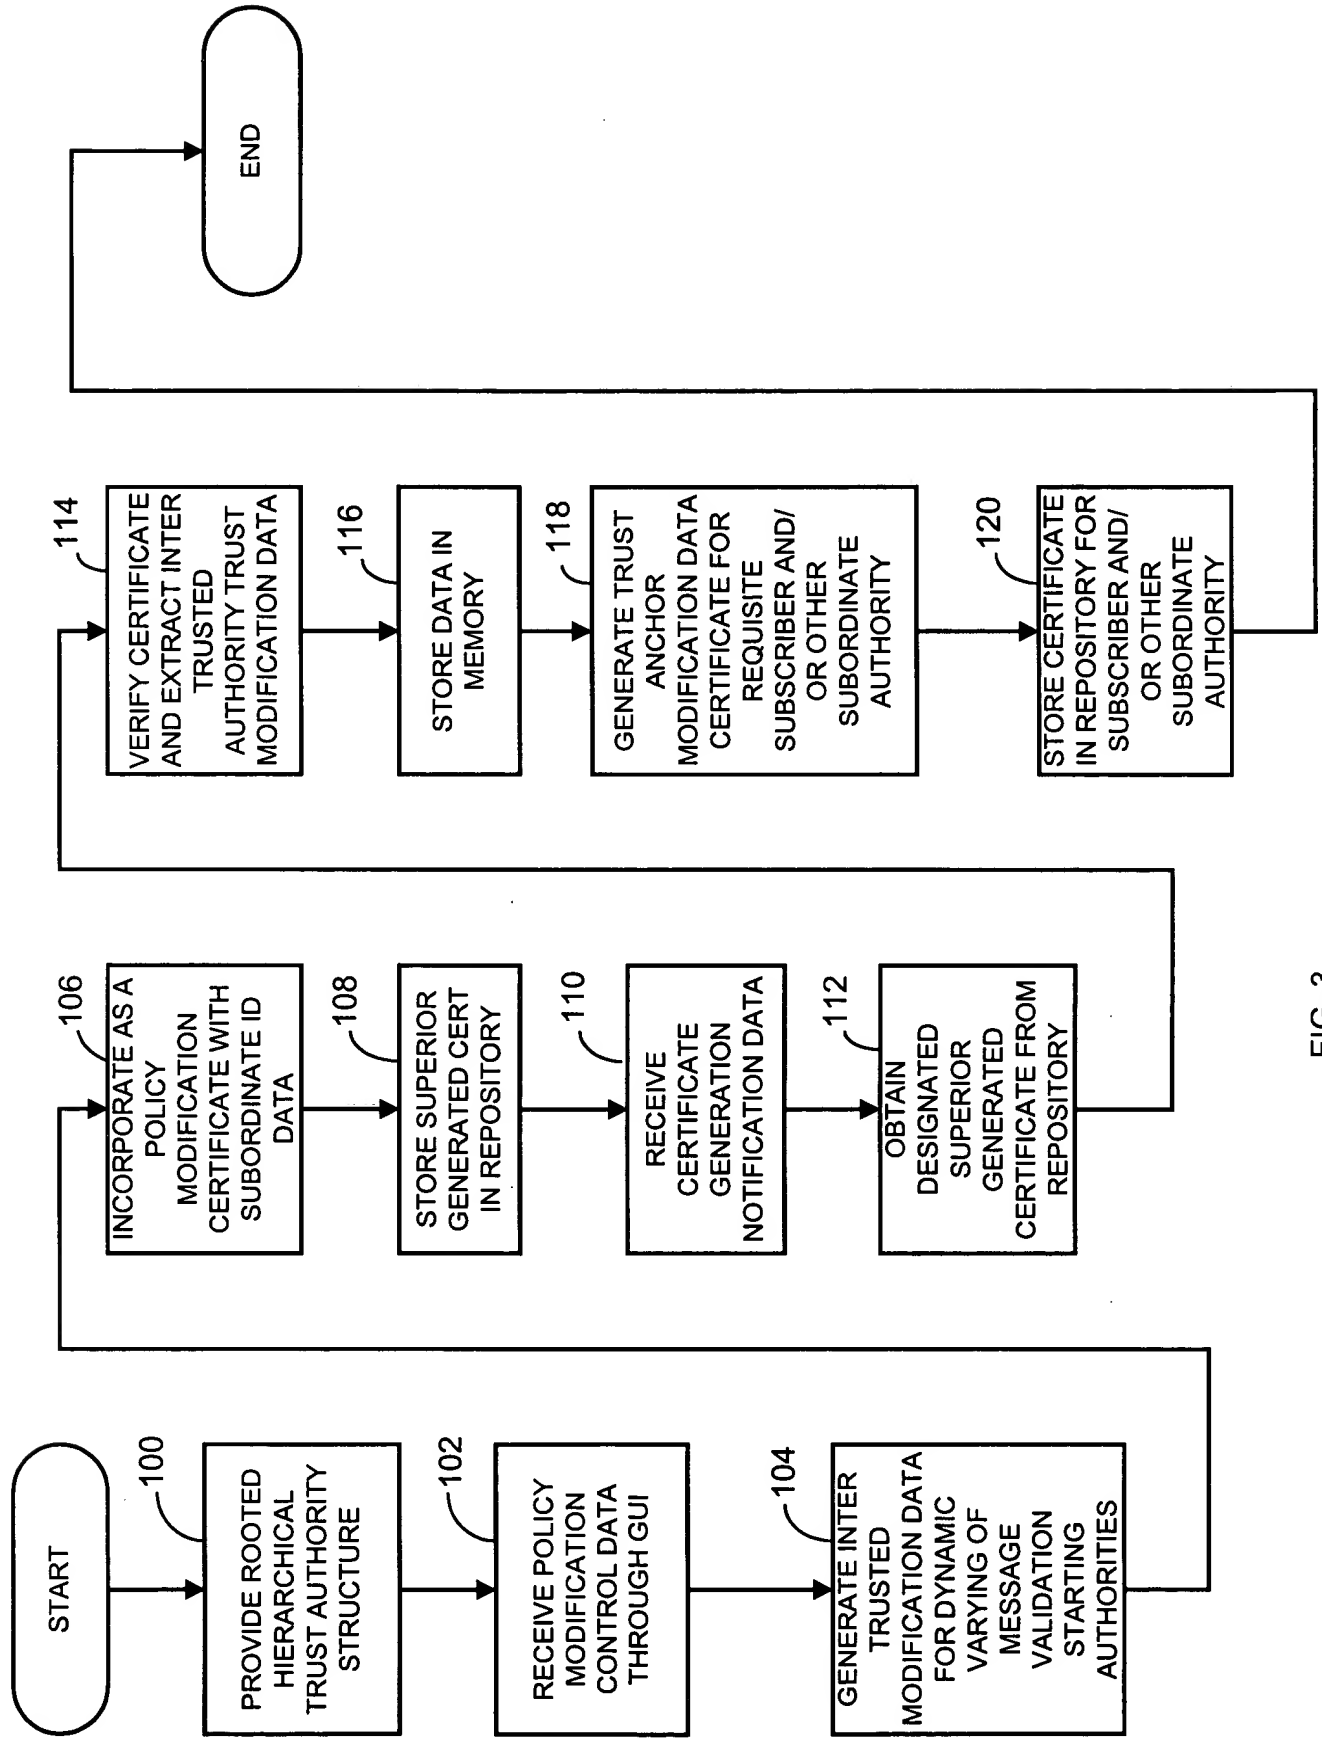 START
100
PROVIDE ROOTED
HIERARCHICAL
TRUST AUTHORITY
STRUCTURE
102
RECEIVE POLICY
MODIFICATION
CONTROL DATA
THROUGH GUI
104
GENERATE INTER
TRUSTED
MODIFICATION DATA
FOR DYNAMIC
VARYING OF
MESSAGE
VALIDATION
STARTING
AUTHORITIES
106
INCORPORATE AS A
POLICY
MODIFICATION
CERTIFICATE WITH
SUBORDINATE ID
DATA
108
STORE SUPERIOR
GENERATED CERT
IN REPOSITORY
110
RECEIVE
CERTIFICATE
GENERATION
NOTIFICATION DATA
112
OBTAIN
DESIGNATED
SUPERIOR
GENERATED
CERTIFICATE FROM
REPOSITORY
114
VERIFY CERTIFICATE
AND EXTRACT INTER
TRUSTED
AUTHORITY TRUST
MODIFICATION DATA
116
STORE DATA IN
MEMORY
118
GENERATE TRUST
ANCHOR
MODIFICATION DATA
CERTIFICATE FOR
REQUISITE
SUBSCRIBER AND/
OR OTHER
SUBORDINATE
AUTHORITY
120
STORE CERTIFICATE
IN REPOSITORY FOR
SUBSCRIBER AND/
OR OTHER
SUBORDINATE
AUTHORITY
END